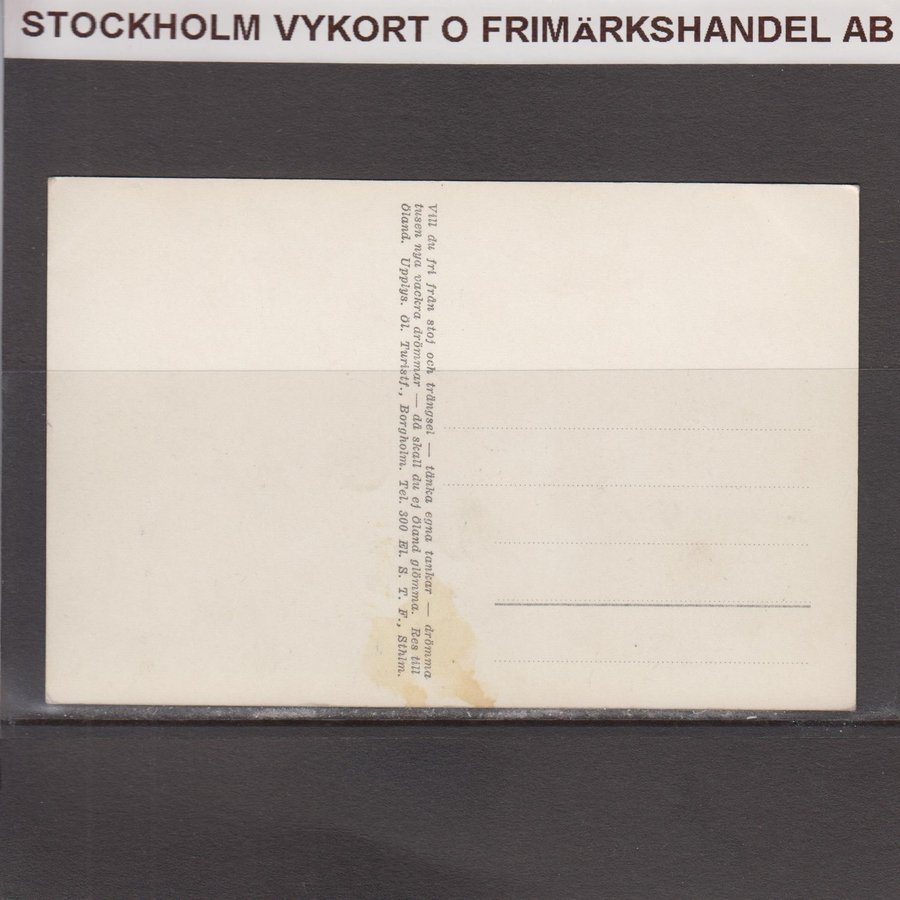 STOCKHOLM VYKORT O FRIMÄRKSHANDEL AB
Vill du fri från stoj och trängsel — tänka egna tankar — drömma
tusen nya vackra drömmar — då skall du ej Öland glömma. Res till
Öland. Upplys. Öl. Turistf., Borgholm. Tel. 300 El. S. T. F., Sthlm.